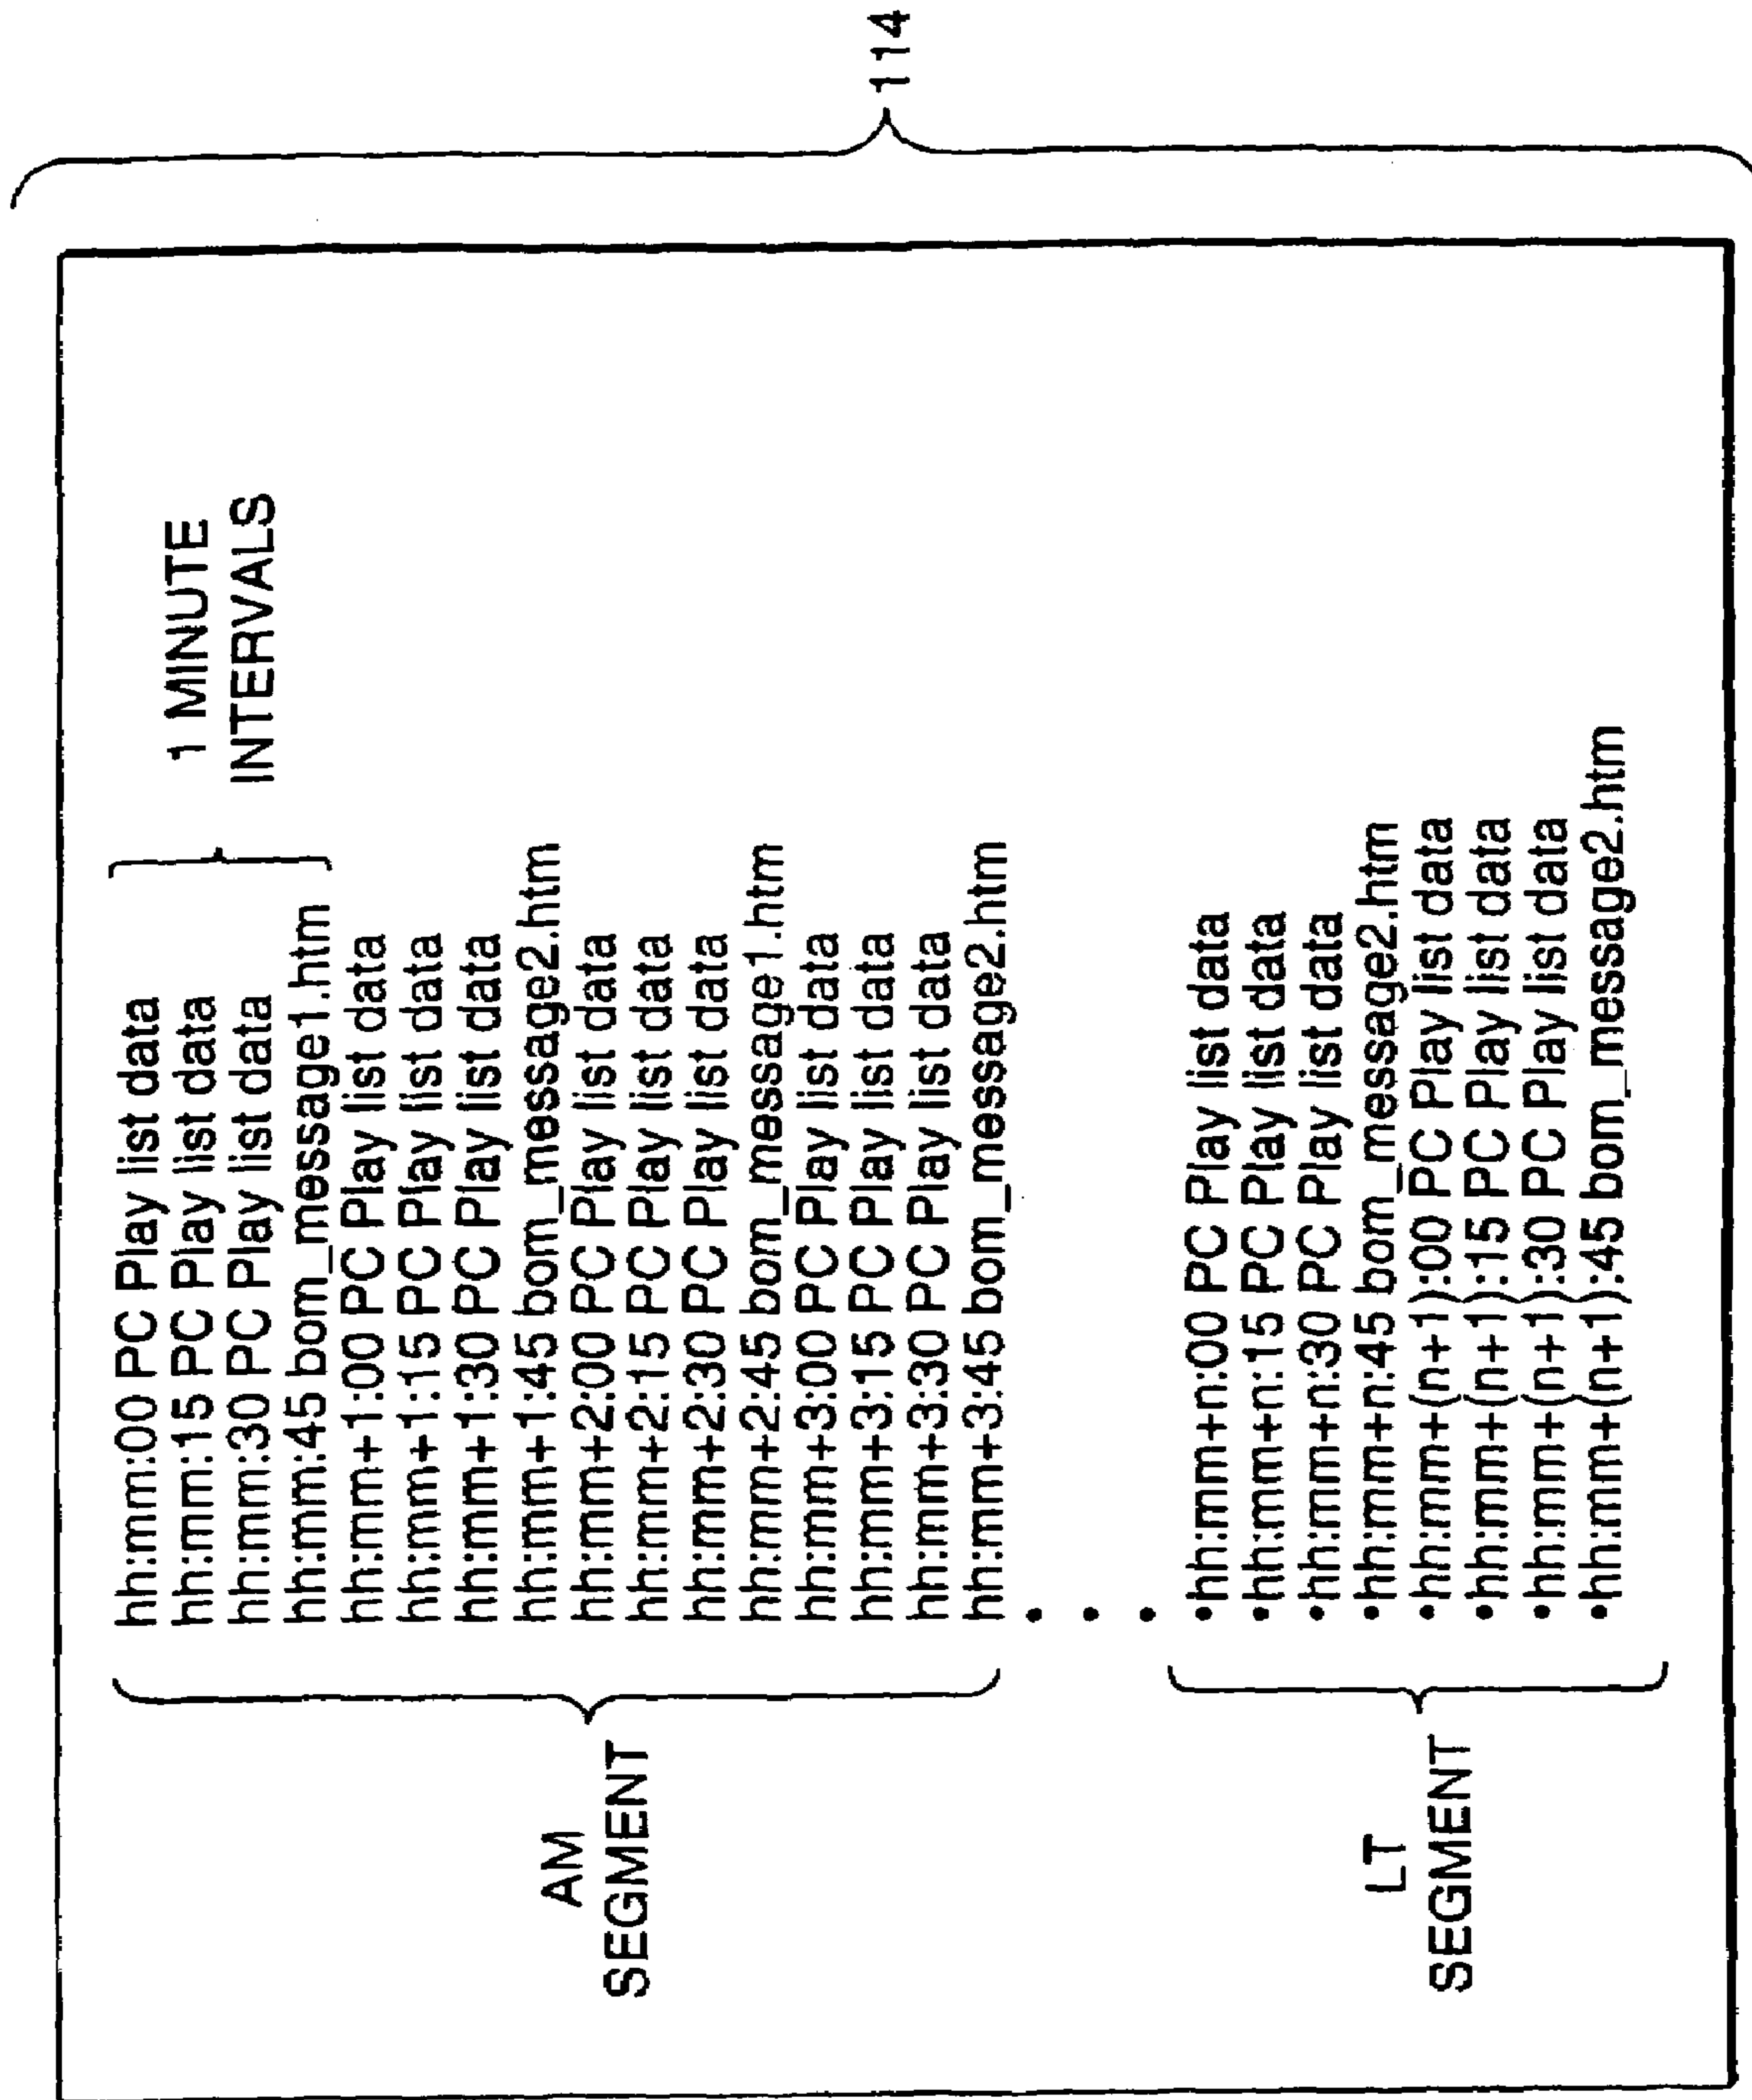 hh:mm:00 PC Play list data
hh:mm:15 PC Play list data
hh:mm:30 PC Play list data
hh:mm:45 bom_message1.htm
1 MINUTE
INTERVALS
hh:mm+1:00 PC Play list data
hh:mm+1:15 PC Play list data
hh:mm+1:30 PC Play list data
hh:mm+1:45 bom_message2.htm
hh:mm+2:00 PC Play list data
hh:mm+2:15 PC Play list data
hh:mm+2:30 PC Play list data
hh:mm+2:45 bom_message1.htm
hh:mm+3:00 PC Play list data
hh:mm+3:15 PC Play list data
hh:mm+3:30 PC Play list data
hh:mm+3:45 bom_message2.htm
AM
SEGMENT
•
•
•
•hh:mm+n:00 PC Play list data
•hh:mm+n:15 PC Play list data
•hh:mm+n:30 PC Play list data
•hh:mm+n:45 bom_message2.htm
•hh:mm+(n+1):00 PC Play list data
•hh:mm+(n+1):15 PC Play list data
•hh:mm+(n+1):30 PC Play list data
•hh:mm+(n+1):45 bom_message2.htm
LT
SEGMENT
114